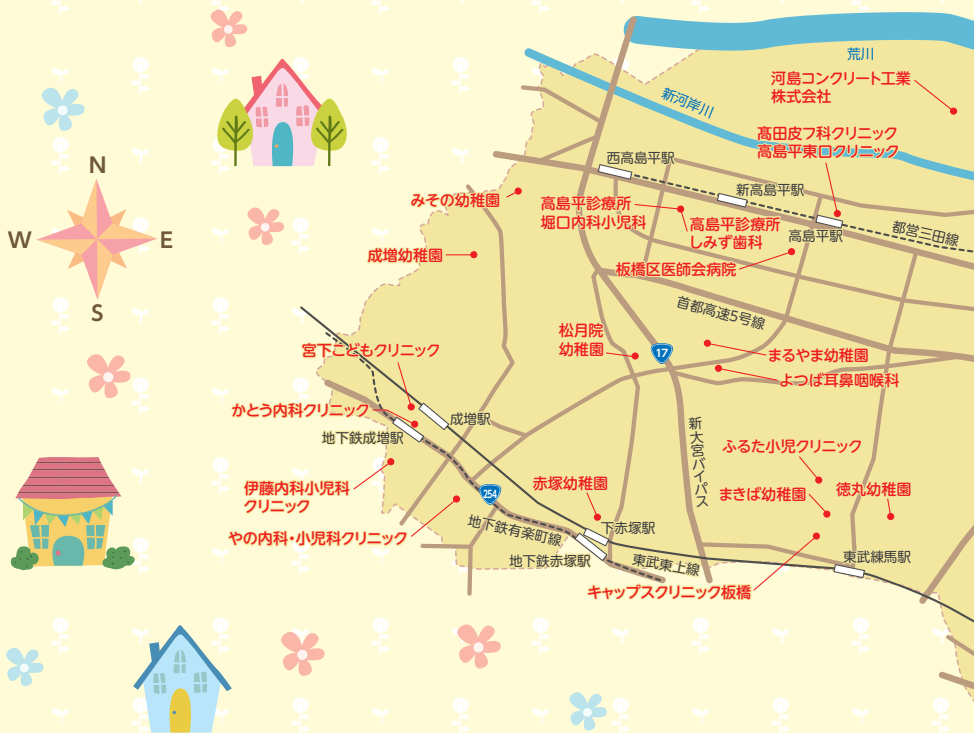 荒川
河島コンクリート工業
株式会社
新河岸川
髙田皮フ科クリニック
高島平東口クリニック
西高島平駅
N
みその幼稚園
新高島平駅
高島平診療所
堀口内科小児科
高島平診療所
しみず歯科
高島平駅
都営三田線
W
E
成増幼稚園
板橋区医師会病院
S
首都高速5号線
松月院
幼稚園
17
宮下こどもクリニック
まるやま幼稚園
よつば耳鼻咽喉科
かとう内科クリニック
成増駅
地下鉄成増駅
新大宮バイパス
ふるた小児クリニック
伊藤内科小児科
クリニック
254
赤塚幼稚園
まきば幼稚園
徳丸幼稚園
やの内科・小児科クリニック
地下鉄有楽町線
下赤塚駅
地下鉄赤塚駅
東武東上線
東武練馬駅
キャップスクリニック板橋